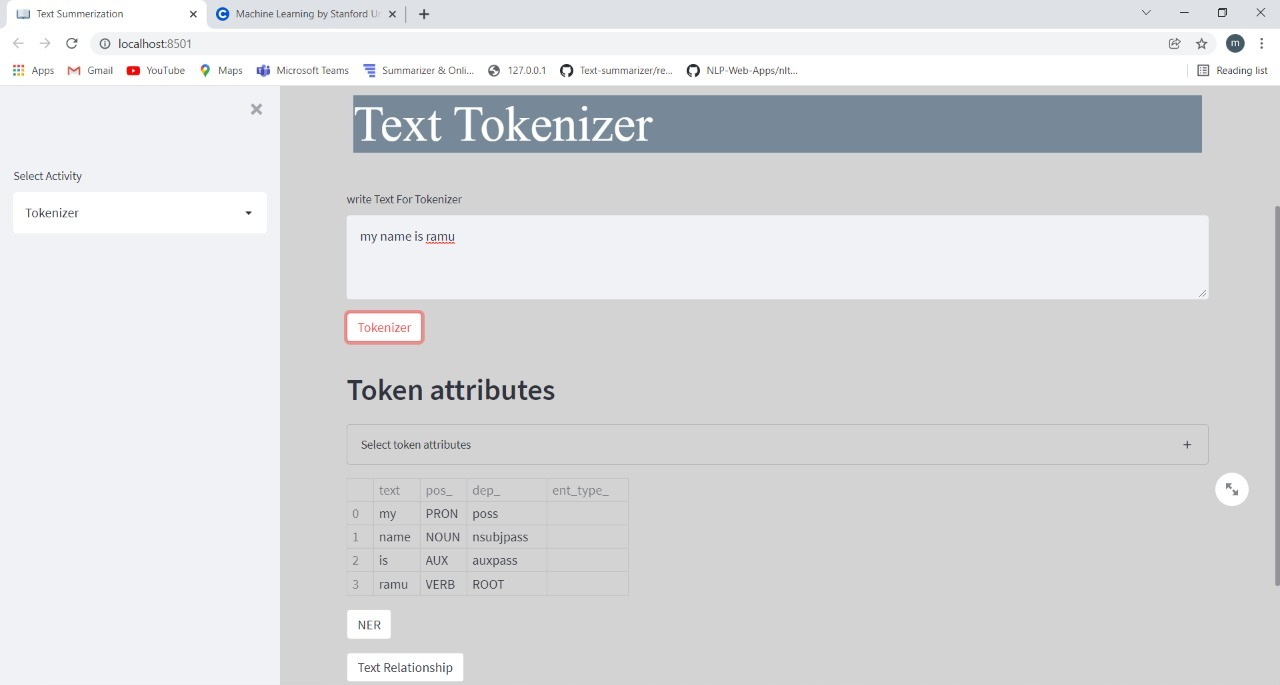 Text Summerization
Machine Learning by Stanford Un
localhost:8501
m
Apps
Gmail
YouTube
Maps
Microsoft Teams
Summarizer & Onli...
127.0.0.1
Text-summarizer/re...
NLP-Web-Apps/nlt...
Reading list
Select Activity
Tokenizer
Text Tokenizer
write Text For Tokenizer
my name is ramu
Tokenizer
Token attributes
Select token attributes
text pos_ dep_ ent_type_
0 my PRON poss
1 name NOUN nsubjpass
2 is AUX auxpass
3 ramu VERB ROOT
NER
Text Relationship